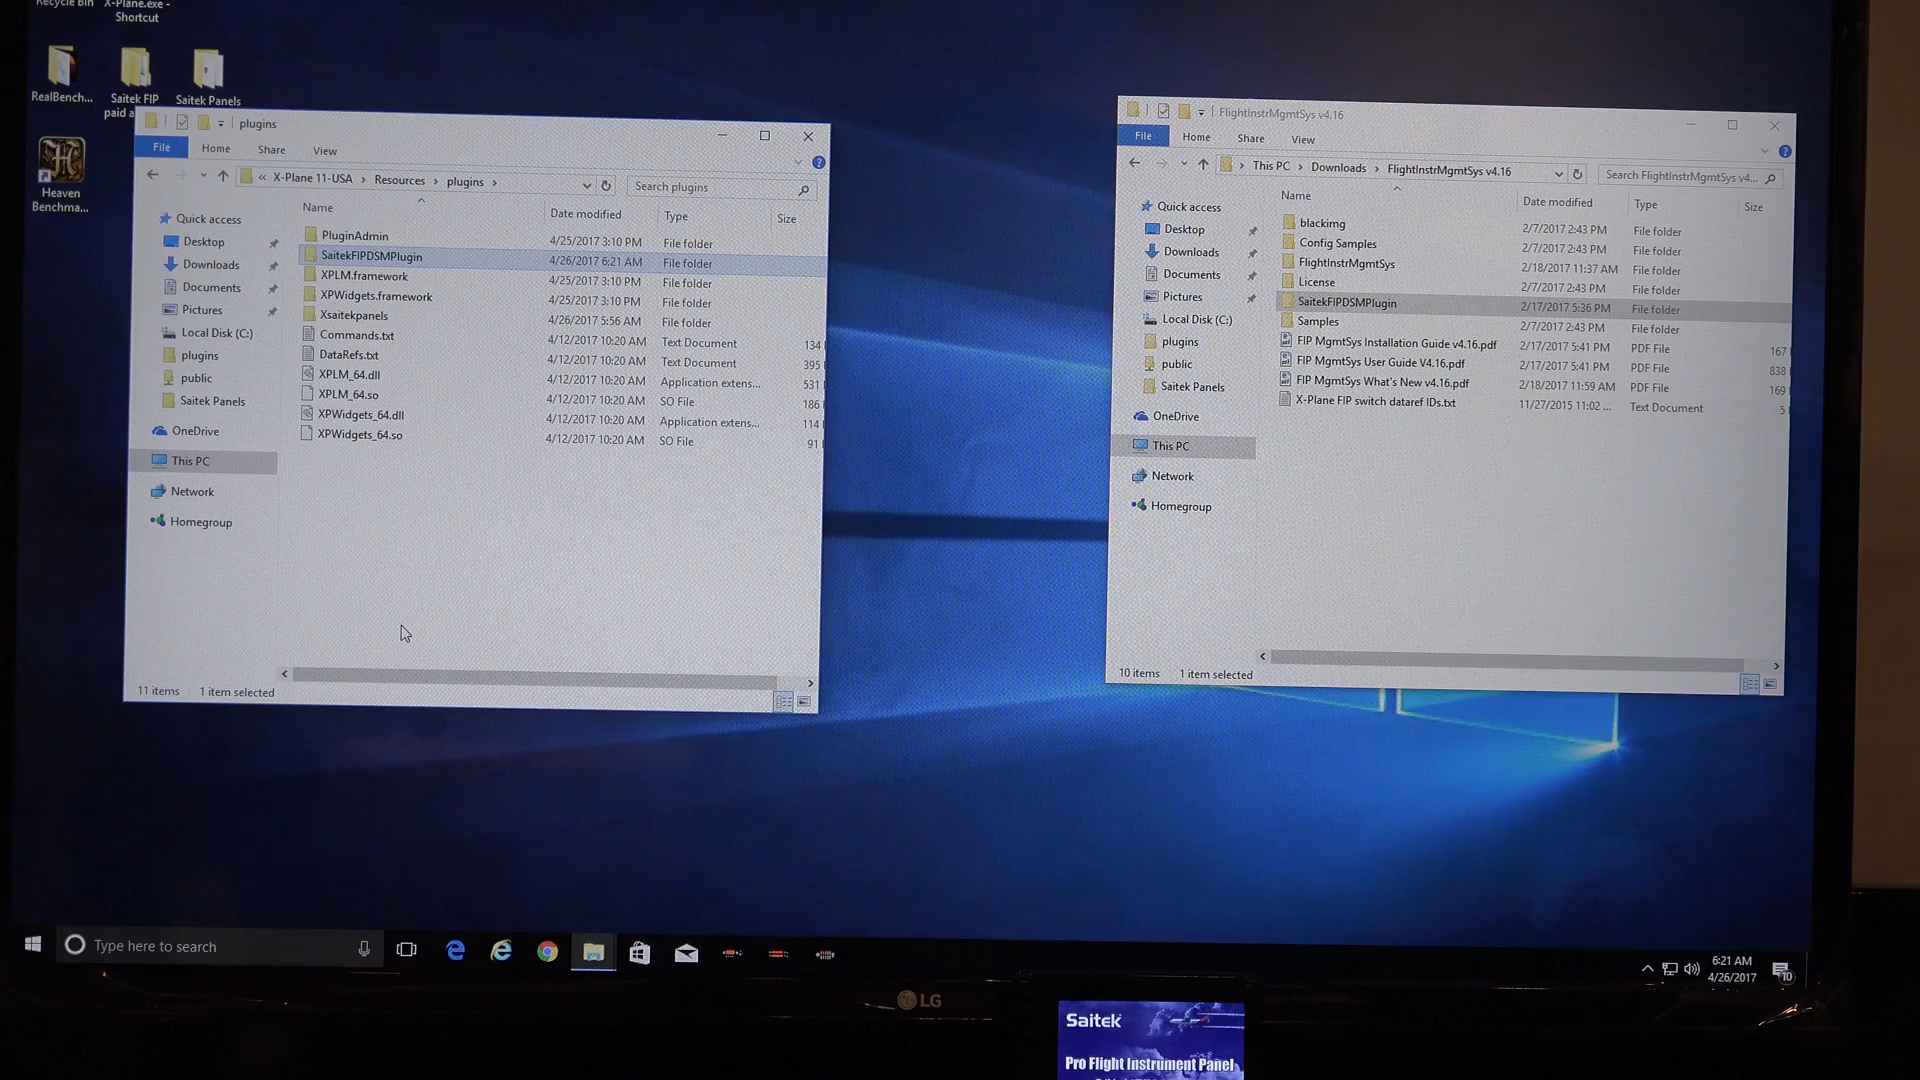 Recycle Bin
X-Plane.exe -
Shortcut
RealBench...
Saitek FIP
paid a
Saitek Panels
Heaven
Benchma...
plugins
File
Home
Share
View
« X-Plane 11-USA > Resources > plugins >
Search plugins
Name
Date modified
Type
Size
Quick access
Desktop
Downloads
Documents
Pictures
Local Disk (C:)
plugins
public
Saitek Panels
OneDrive
This PC
Network
Homegroup
PluginAdmin 4/25/2017 3:10 PM File folder
SaitekFIPDSMPlugin 4/26/2017 6:21 AM File folder
XPLM.framework 4/25/2017 3:10 PM File folder
XPWidgets.framework 4/25/2017 3:10 PM File folder
Xsaitekpanels 4/26/2017 5:56 AM File folder
Commands.txt 4/12/2017 10:20 AM Text Document 134
DataRefs.txt 4/12/2017 10:20 AM Text Document 395
XPLM_64.dll 4/12/2017 10:20 AM Application extens... 531
XPLM_64.so 4/12/2017 10:20 AM SO File 186
XPWidgets_64.dll 4/12/2017 10:20 AM Application extens... 114
XPWidgets_64.so 4/12/2017 10:20 AM SO File 91
11 items 1 item selected
FlightInstrMgmtSys v4.16
File
Home
Share
View
> This PC > Downloads > FlightInstrMgmtSys v4.16
Search FlightInstrMgmtSys v4...
Name
Date modified
Type
Size
Quick access
Desktop
Downloads
Documents
Pictures
Local Disk (C:)
plugins
public
Saitek Panels
OneDrive
This PC
Network
Homegroup
blackimg 2/7/2017 2:43 PM File folder
Config Samples 2/7/2017 2:43 PM File folder
FlightInstrMgmtSys 2/18/2017 11:37 AM File folder
License 2/7/2017 2:43 PM File folder
SaitekFIPDSMPlugin 2/17/2017 5:36 PM File folder
Samples 2/7/2017 2:43 PM File folder
FIP MgmtSys Installation Guide v4.16.pdf 2/17/2017 5:41 PM PDF File 167
FIP MgmtSys User Guide V4.16.pdf 2/17/2017 5:41 PM PDF File 838
FIP MgmtSys What's New v4.16.pdf 2/18/2017 11:59 AM PDF File 169
X-Plane FIP switch dataref IDs.txt 11/27/2015 11:02 ... Text Document 5
10 items 1 item selected
Type here to search
6:21 AM
4/26/2017
10
LG
Saitek
Pro Flight Instrument Panel